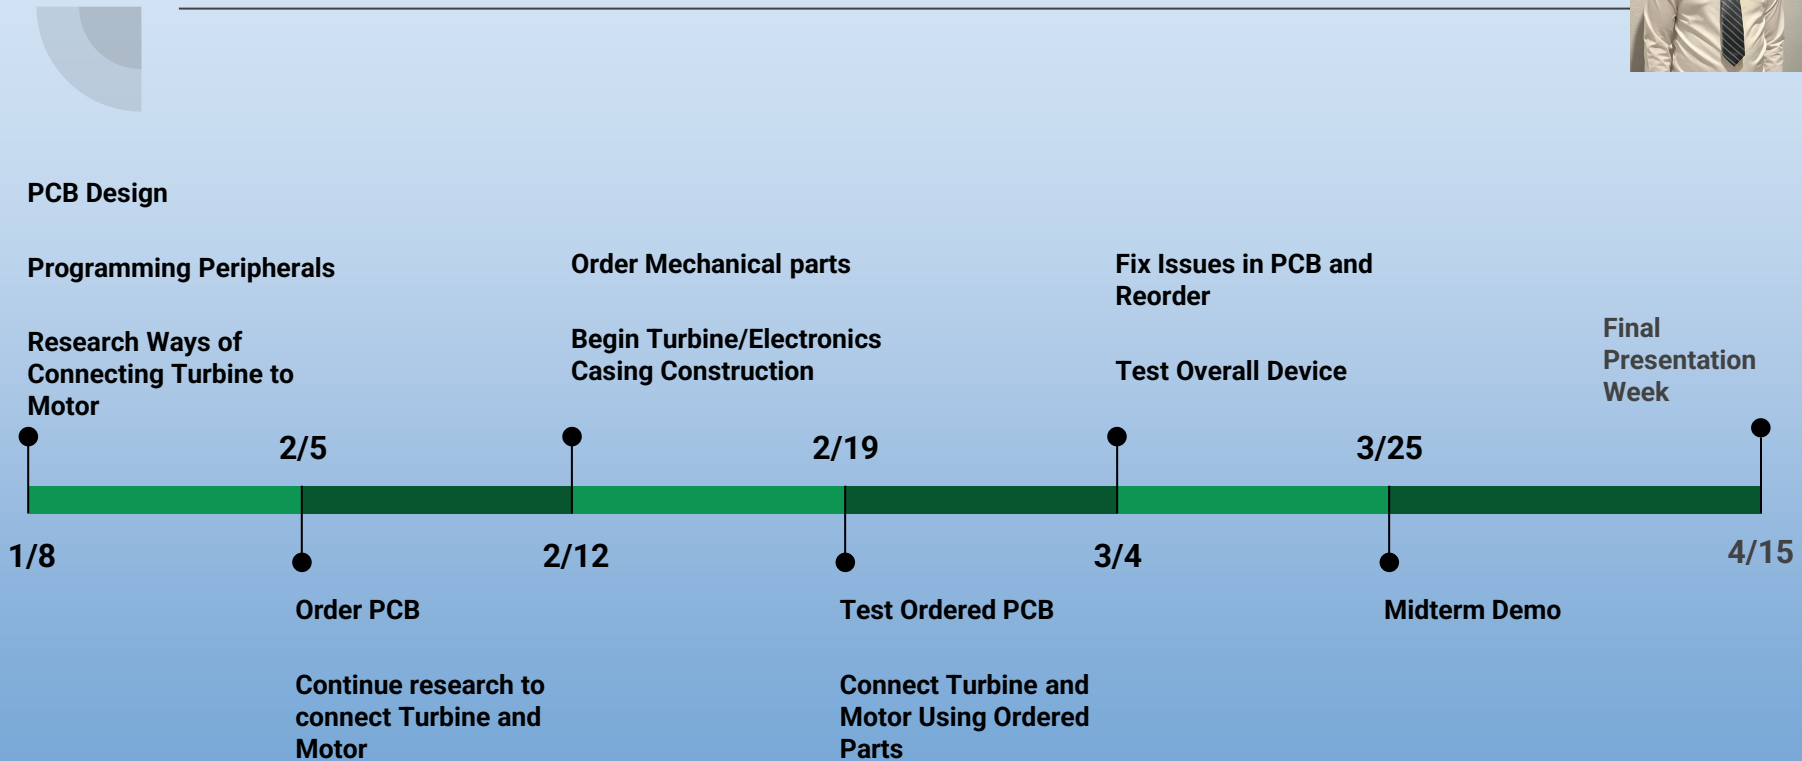 PCB Design
Programming Peripherals
Research Ways of
Connecting Turbine to
Motor
Order Mechanical parts
Begin Turbine/Electronics
Casing Construction
Fix Issues in PCB and
Reorder
Test Overall Device
Final
Presentation
Week
2/5
2/19
3/25
1/8
2/12
3/4
4/15
Order PCB
Continue research to
connect Turbine and
Motor
Test Ordered PCB
Connect Turbine and
Motor Using Ordered
Parts
Midterm Demo